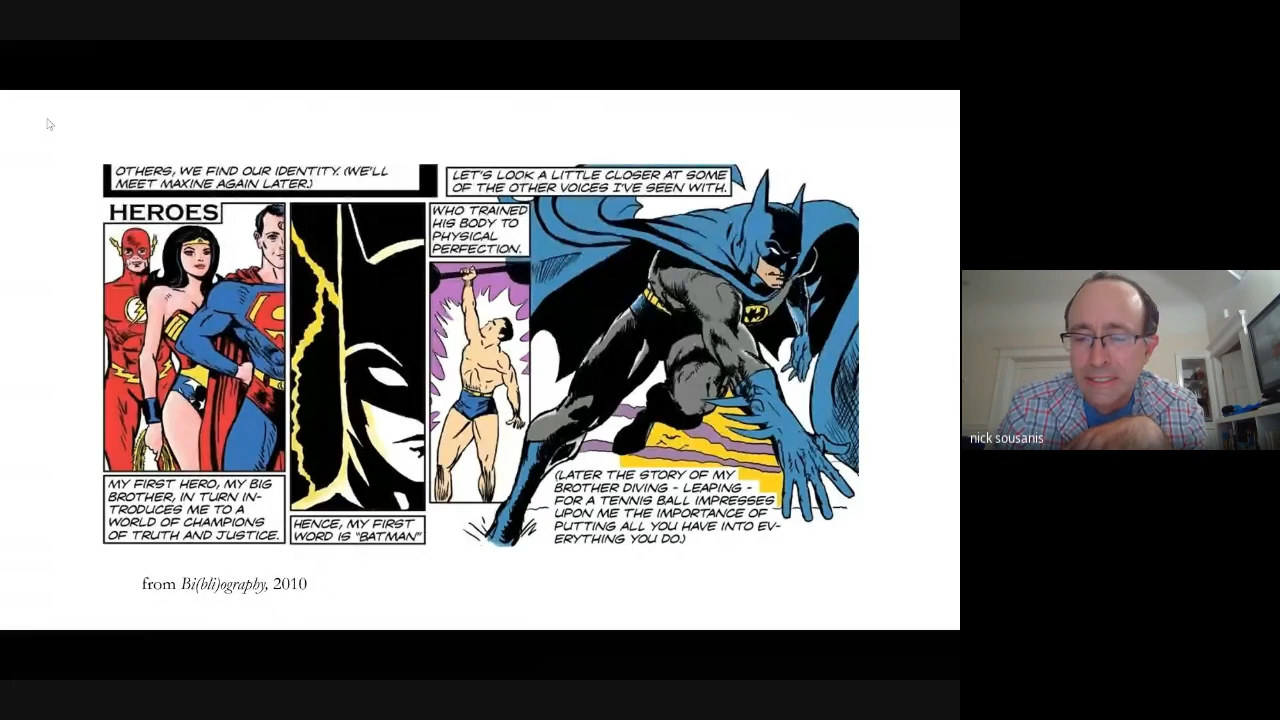 OTHERS, WE FIND OUR IDENTITY. (WE'LL
MEET MAXINE AGAIN LATER.)
LET'S LOOK A LITTLE CLOSER AT SOME
OF THE OTHER VOICES I'VE SEEN WITH.
HEROES
MY FIRST HERO, MY BIG
BROTHER, IN TURN IN-
TRODUCES ME TO A
WORLD OF CHAMPIONS
OF TRUTH AND JUSTICE.
HENCE, MY FIRST
WORD IS "BATMAN"
WHO TRAINED
HIS BODY TO
PHYSICAL
PERFECTION.
(LATER THE STORY OF MY
BROTHER DIVING - LEAPING -
FOR A TENNIS BALL IMPRESSES
UPON ME THE IMPORTANCE OF
PUTTING ALL YOU HAVE INTO EV-
ERYTHING YOU DO.)
from Bi(bli)ography, 2010
nick sousanis